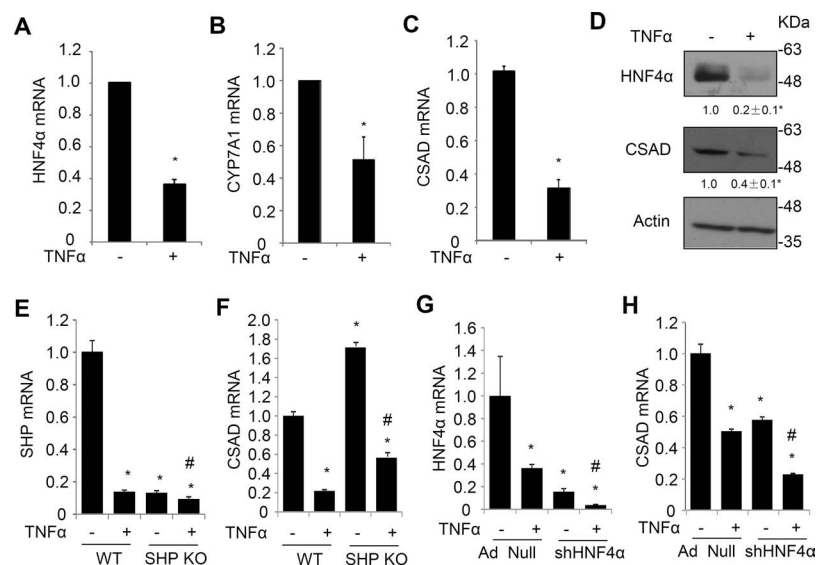 A
HNF4α mRNA
1.2
1.0
0.8
0.6
0.4
0.2
0
*
TNFα
- +
B
CYP7A1 mRNA
1.2
1.0
0.8
0.6
0.4
0.2
0
*
TNFα
- +
C
CSAD mRNA
1.2
1.0
0.8
0.6
0.4
0.2
0
*
TNFα
- +
D
KDa
TNFα - +
-63
HNF4α
-48
1.0 0.2±0.1*
-63
CSAD
-48
1.0 0.4±0.1*
-48
Actin
-35
E
SHP mRNA
1.2
1.0
0.8
0.6
0.4
0.2
0
* * # *
TNFα - + - +
WT SHP KO
F
CSAD mRNA
2.0
1.8
1.6
1.4
1.2
1.0
0.8
0.6
0.4
0.2
0
* * # *
TNFα - + - +
WT SHP KO
G
HNF4α mRNA
1.6
1.4
1.2
1.0
0.8
0.6
0.4
0.2
0
* * # *
TNFα - + - +
Ad Null shHNF4α
H
CSAD mRNA
1.2
1.0
0.8
0.6
0.4
0.2
0
* * # *
TNFα - + - +
Ad Null shHNF4α